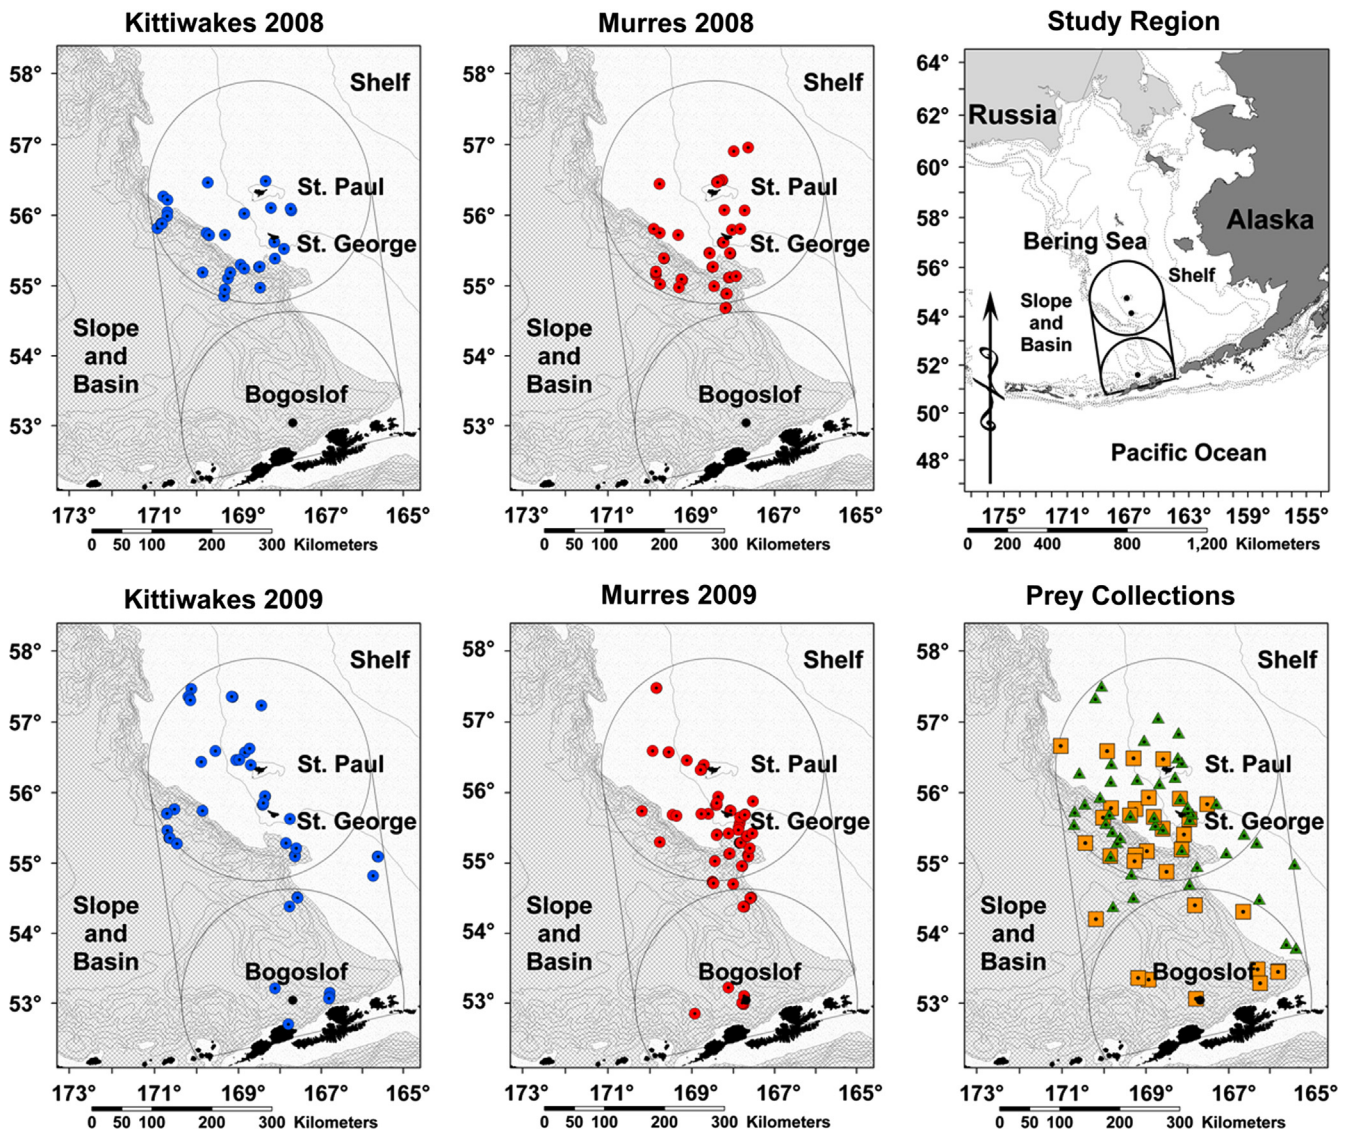 Kittiwakes 2008
58°
57°
56°
55°
54°
53°
Shelf
St. Paul
St. George
Slope
and
Basin
Bogoslof
173° 171° 169° 167° 165°
0 50 100 200 300 Kilometers
Murres 2008
58°
57°
56°
55°
54°
53°
Shelf
St. Paul
St. George
Slope
and
Basin
Bogoslof
173° 171° 169° 167° 165°
0 50 100 200 300 Kilometers
Study Region
64°
62°
60°
58°
56°
54°
52°
50°
48°
Russia
Alaska
Bering Sea
Shelf
Slope
and
Basin
Pacific Ocean
175° 171° 167° 163° 159° 155°
0 200 400 800 1,200 Kilometers
Kittiwakes 2009
58°
57°
56°
55°
54°
53°
Shelf
St. Paul
St. George
Slope
and
Basin
Bogoslof
173° 171° 169° 167° 165°
0 50 100 200 300 Kilometers
Murres 2009
58°
57°
56°
55°
54°
53°
Shelf
St. Paul
St. George
Slope
and
Basin
Bogoslof
173° 171° 169° 167° 165°
0 50 100 200 300 Kilometers
Prey Collections
58°
57°
56°
55°
54°
53°
Shelf
St. Paul
St. George
Slope
and
Basin
Bogoslof
173° 171° 169° 167° 165°
0 50 100 200 300 Kilometers